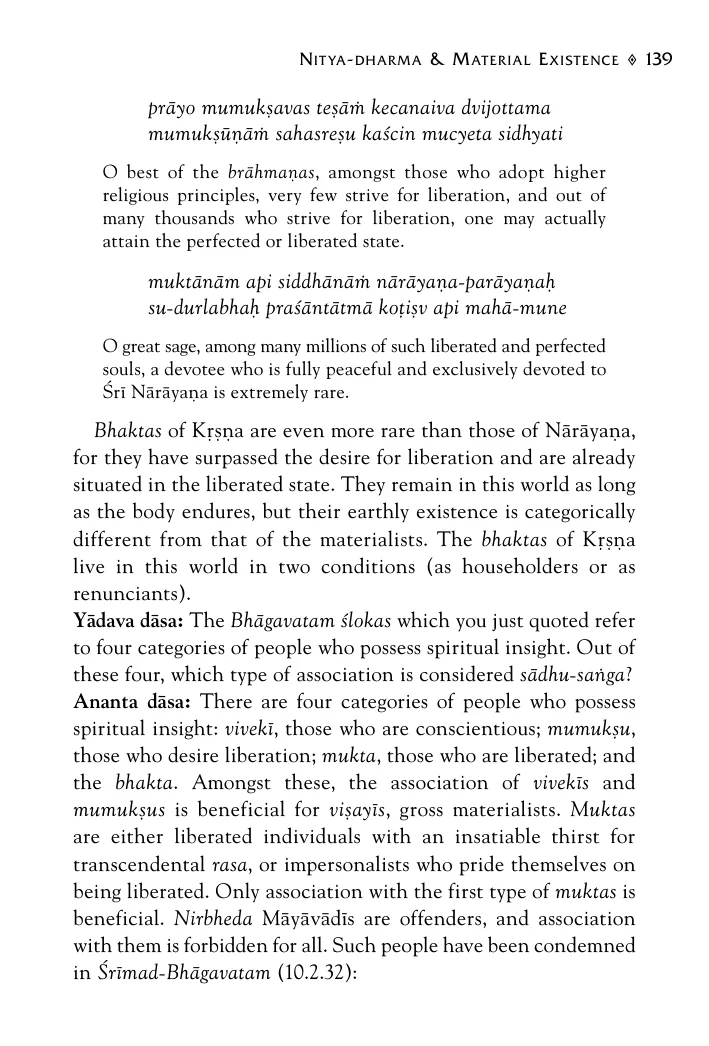 NITYA-DHARMA & MATERIAL EXISTENCE ◈ 139
prāyo mumukṣavas teṣāṁ kecanaiva dvijottama
mumukṣūṇāṁ sahasreṣu kaścin mucyeta sidhyati
O best of the brāhmaṇas, amongst those who adopt higher
religious principles, very few strive for liberation, and out of
many thousands who strive for liberation, one may actually
attain the perfected or liberated state.
muktānām api siddhānāṁ nārāyaṇa-parāyaṇaḥ
su-durlabhaḥ praśāntātmā koṭiṣv api mahā-mune
O great sage, among many millions of such liberated and perfected
souls, a devotee who is fully peaceful and exclusively devoted to
Śrī Nārāyaṇa is extremely rare.
Bhaktas of Kṛṣṇa are even more rare than those of Nārāyaṇa,
for they have surpassed the desire for liberation and are already
situated in the liberated state. They remain in this world as long
as the body endures, but their earthly existence is categorically
different from that of the materialists. The bhaktas of Kṛṣṇa
live in this world in two conditions (as householders or as
renunciants).
Yādava dāsa: The Bhāgavatam ślokas which you just quoted refer
to four categories of people who possess spiritual insight. Out of
these four, which type of association is considered sādhu-saṅga?
Ananta dāsa: There are four categories of people who possess
spiritual insight: vivekī, those who are conscientious; mumukṣu,
those who desire liberation; mukta, those who are liberated; and
the bhakta. Amongst these, the association of vivekīs and
mumukṣus is beneficial for viṣayīs, gross materialists. Muktas
are either liberated individuals with an insatiable thirst for
transcendental rasa, or impersonalists who pride themselves on
being liberated. Only association with the first type of muktas is
beneficial. Nirbheda Māyāvādīs are offenders, and association
with them is forbidden for all. Such people have been condemned
in Śrīmad-Bhāgavatam (10.2.32):